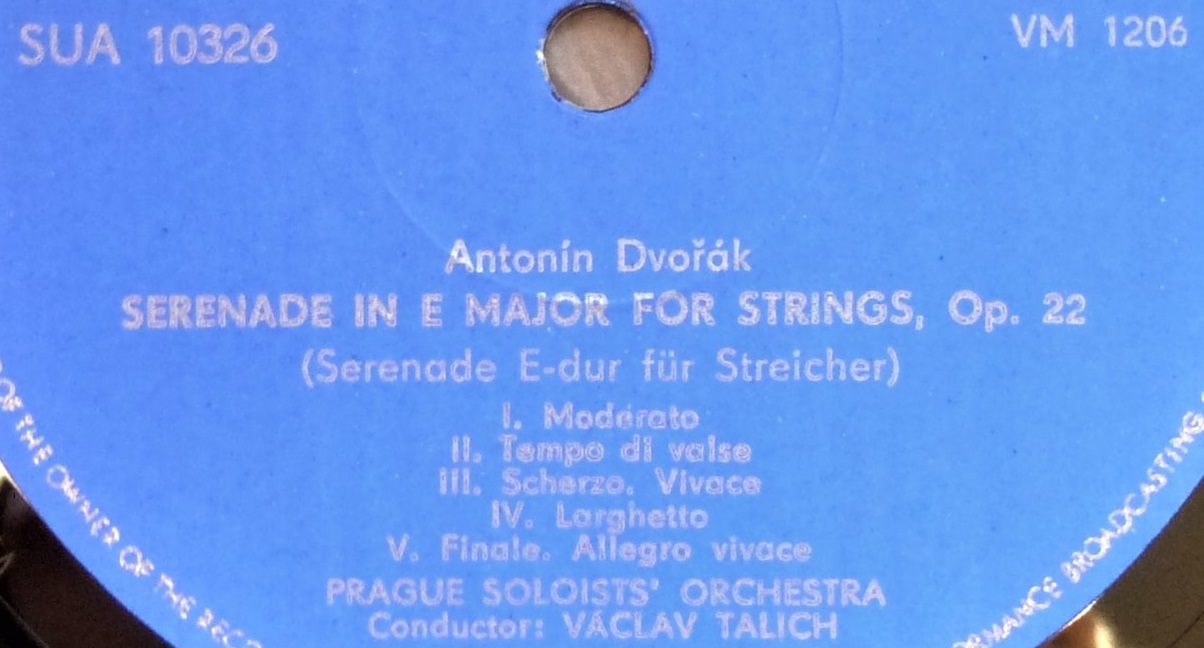 SUA 10326
VM 1206
Antonín Dvořák
SERENADE IN E MAJOR FOR STRINGS, Op. 22
(Serenade E-dur für Streicher)
I. Moderato
II. Tempo di valse
III. Scherzo. Vivace
IV. Larghetto
V. Finale. Allegro vivace
PRAGUE SOLOISTS' ORCHESTRA
Conductor: VÁCLAV TALICH
OF THE OWNER OF THE
BROADCASTING